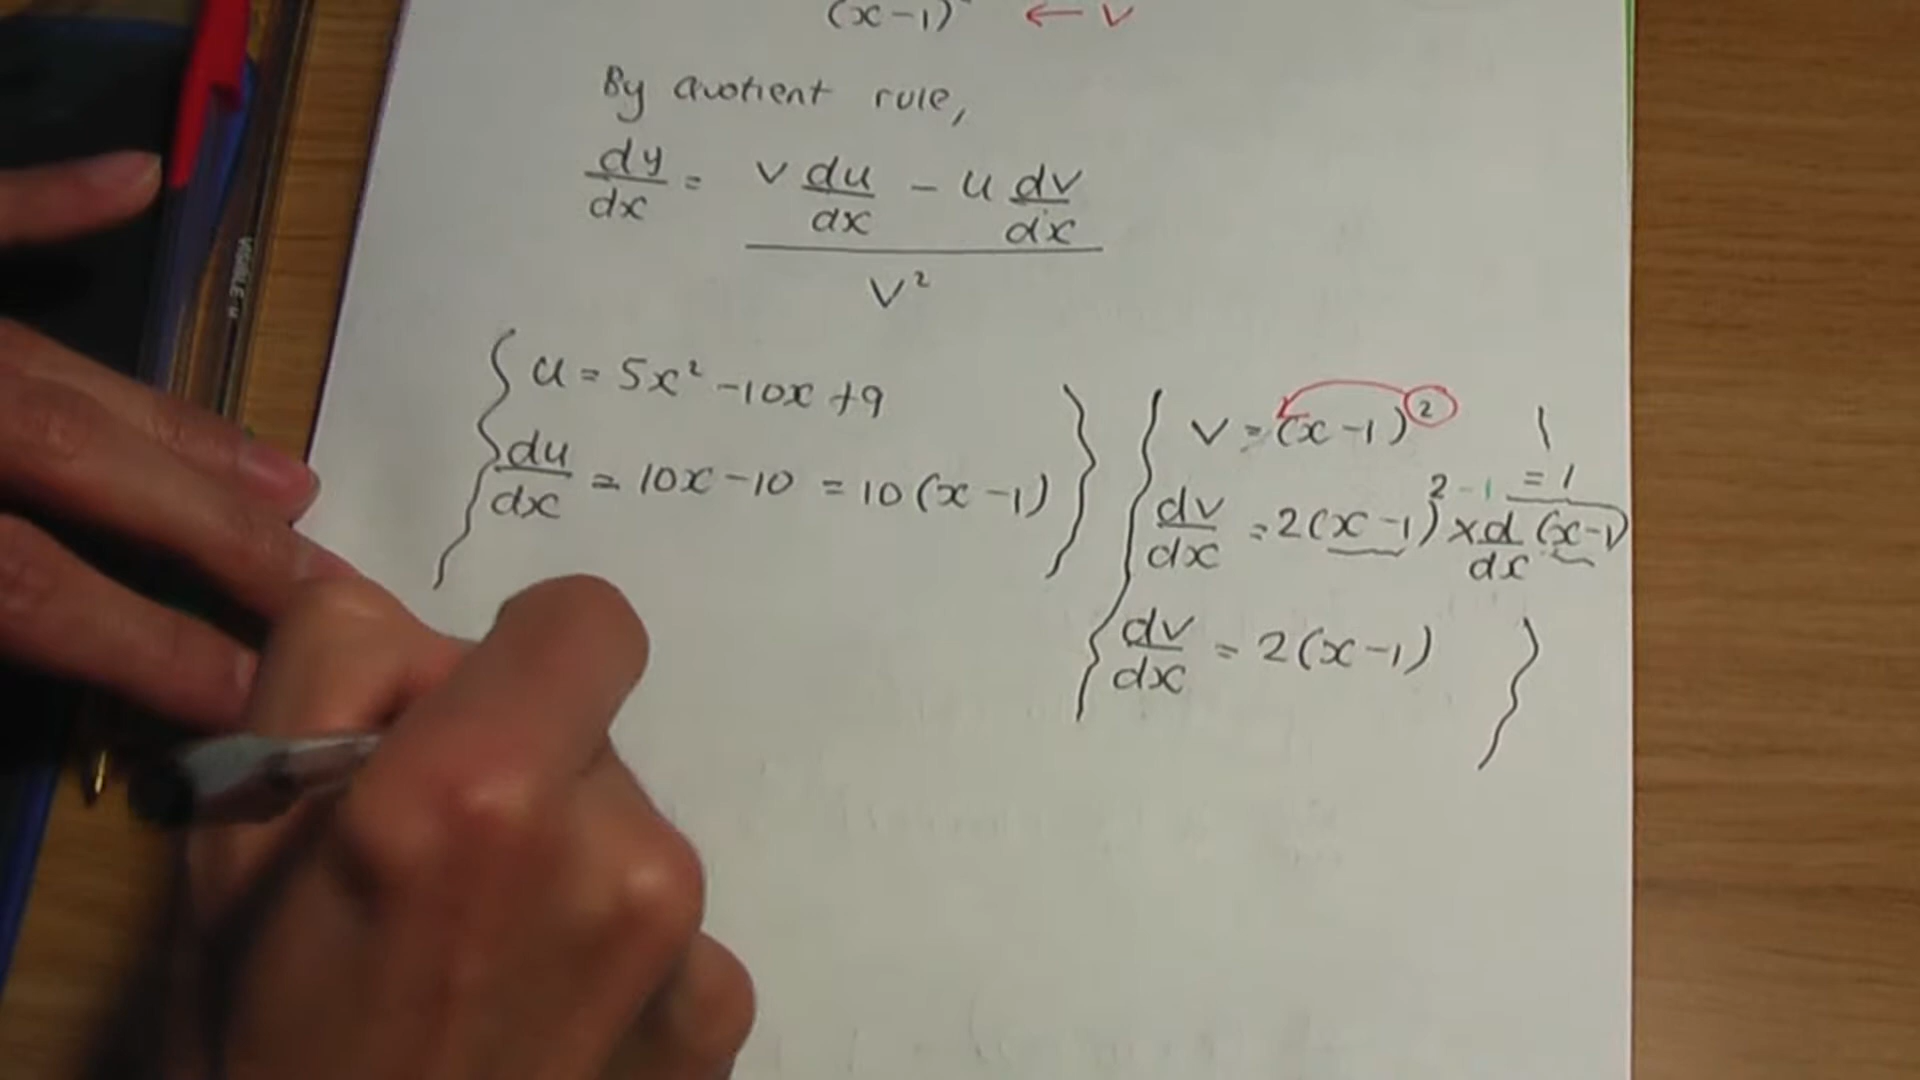 (x-1) ← v
By quotient rule,
dy/dx = (v du/dx - u dv/dx) / v²
u = 5x² - 10x + 9
du/dx = 10x - 10 = 10(x - 1)
v = (x - 1)²
= 1
dv/dx = 2(x - 1)²⁻¹ × d/dx (x - 1)
dv/dx = 2(x - 1)